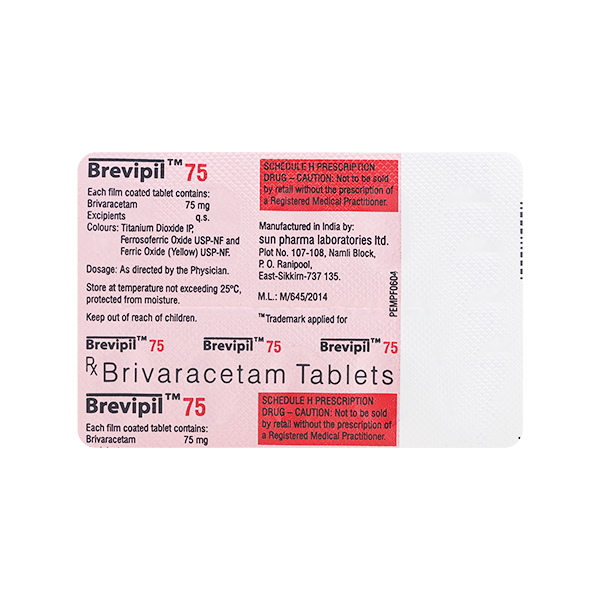 Brevipil™ 75
Each film coated tablet contains:
Brivaracetam 75 mg
Excipients q.s.
Colours: Titanium Dioxide IP,
Ferrosoferric Oxide USP-NF and
Ferric Oxide (Yellow) USP-NF.
Dosage: As directed by the Physician.
Store at temperature not exceeding 25°C,
protected from moisture.
Keep out of reach of children.
SCHEDULE H PRESCRIPTION
DRUG – CAUTION: Not to be sold
by retail without the prescription of
a Registered Medical Practitioner.
Manufactured in India by:
sun pharma laboratories ltd.
Plot No. 107-108, Namli Block,
P. O. Ranipool,
East-Sikkim-737 135.
M.L.: M/645/2014
™Trademark applied for
PEMPF0604
Brevipil™ 75 Brevipil™ 75 Brevipil™ 75
Rx Brivaracetam Tablets
Brevipil™ 75
Each film coated tablet contains:
Brivaracetam 75 mg
SCHEDULE H PRESCRIPTION
DRUG – CAUTION: Not to be sold
by retail without the prescription of
a Registered Medical Practitioner.